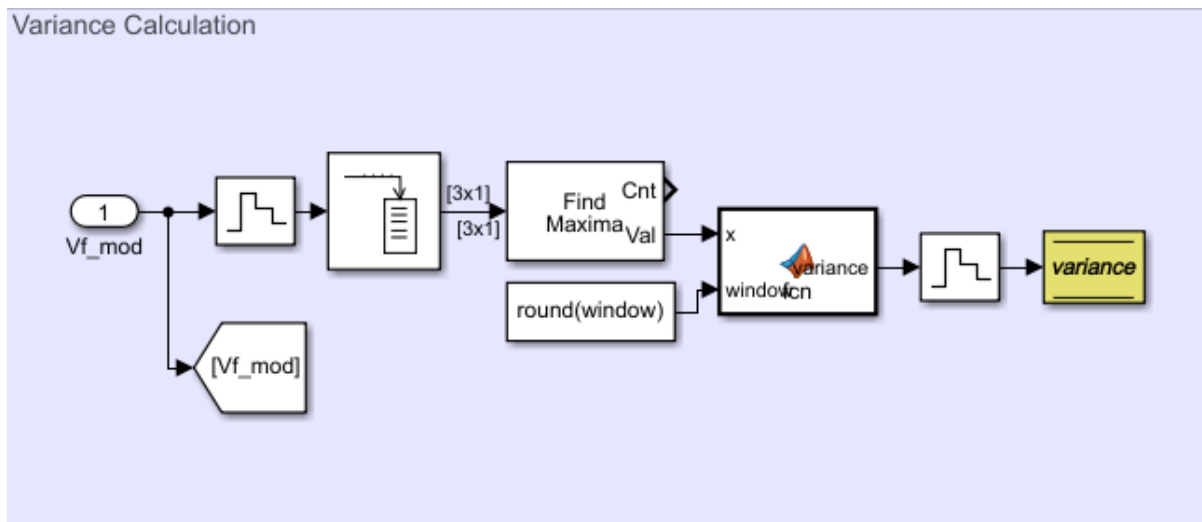 Variance Calculation
1
Vf_mod
[Vf_mod]
[3x1]
[3x1]
Find
Maxima
Cnt
Val
round(window)
x
window
variance
fcn
variance